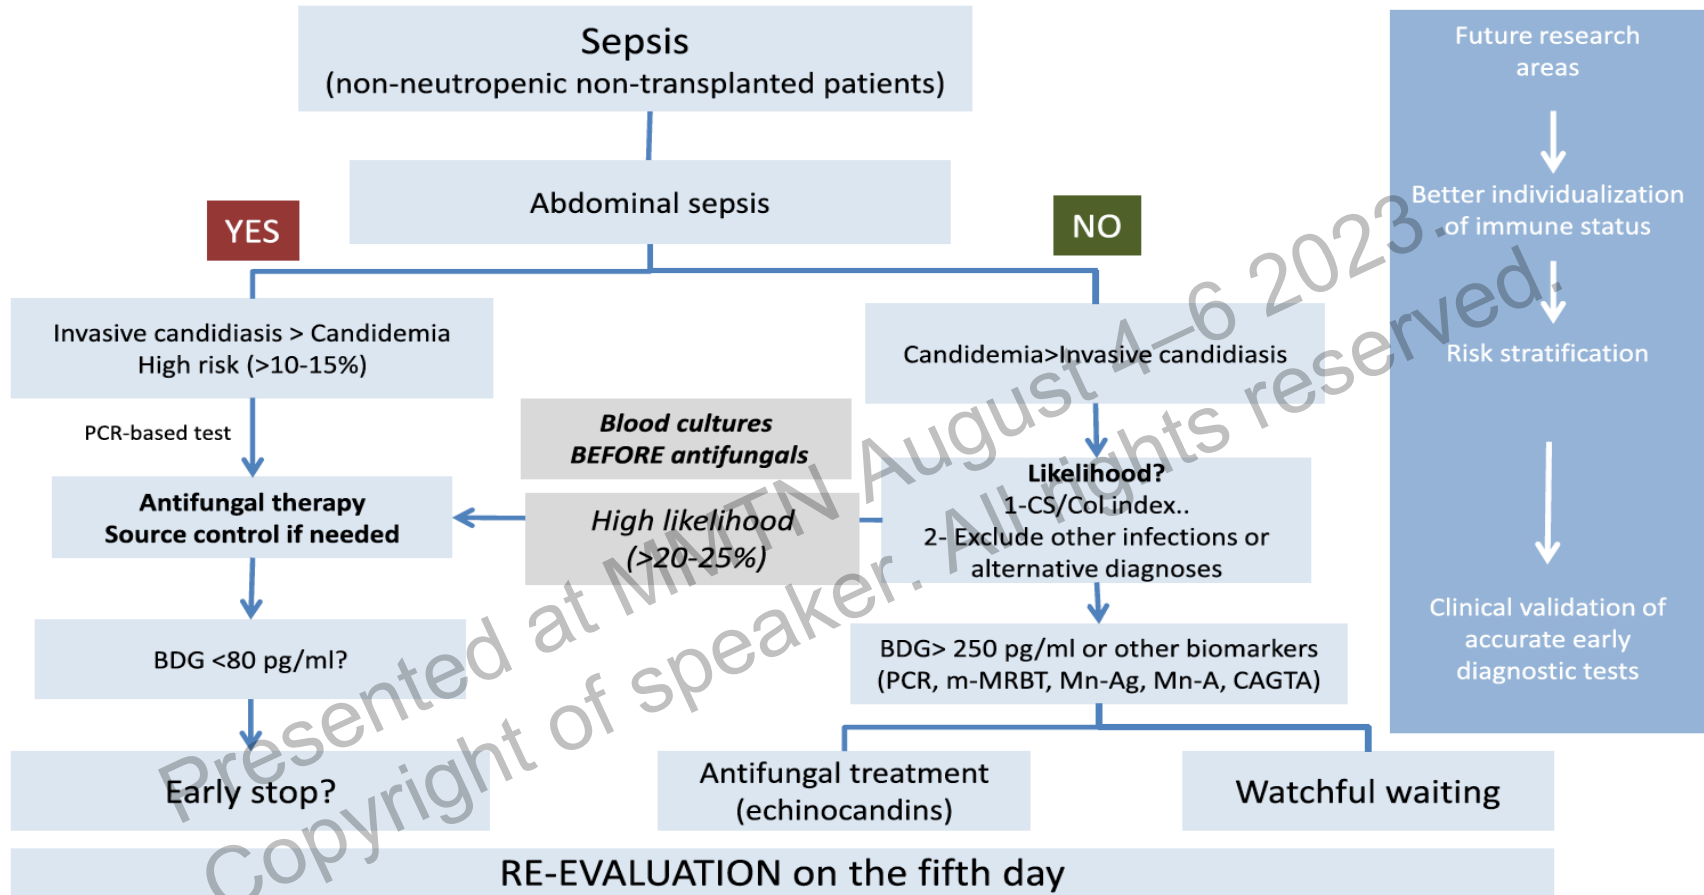 Sepsis
(non-neutropenic non-transplanted patients)
Abdominal sepsis
YES
NO
Invasive candidiasis > Candidemia
High risk (>10-15%)
Candidemia>Invasive candidiasis
PCR-based test
Blood cultures
BEFORE antifungals
Antifungal therapy
Source control if needed
High likelihood
(>20-25%)
Likelihood?
1-CS/Col index..
2- Exclude other infections or
alternative diagnoses
BDG <80 pg/ml?
BDG> 250 pg/ml or other biomarkers
(PCR, m-MRBT, Mn-Ag, Mn-A, CAGTA)
Early stop?
Antifungal treatment
(echinocandins)
Watchful waiting
RE-EVALUATION on the fifth day
Future research
areas
Better individualization
of immune status
Risk stratification
Clinical validation of
accurate early
diagnostic tests
Presented at MMTN August 4–6 2023.
Copyright of speaker. All rights reserved.